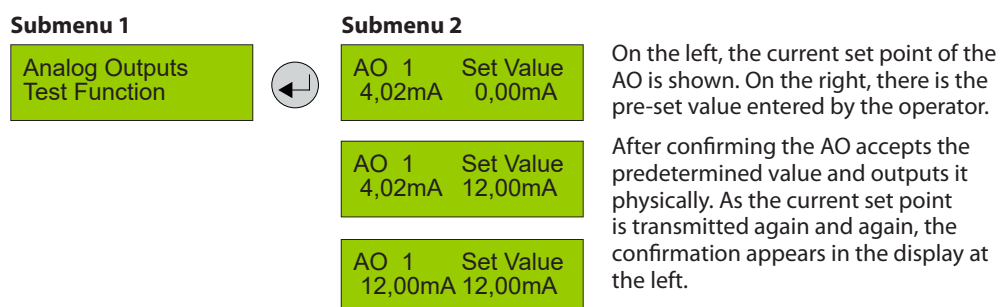 Submenu 1
Submenu 2
Analog Outputs
Test Function
AO 1 Set Value
4,02mA 0,00mA
AO 1 Set Value
4,02mA 12,00mA
AO 1 Set Value
12,00mA 12,00mA
On the left, the current set point of the
AO is shown. On the right, there is the
pre-set value entered by the operator.
After confirming the AO accepts the
predetermined value and outputs it
physically. As the current set point
is transmitted again and again, the
confirmation appears in the display at
the left.